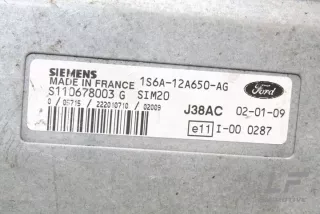 SIEMENS
MADE IN FRANCE 1S6A-12A650-AG
Ford
S110678003 G SIM20
0 / 05715 / 222010710 / 02009
J38AC 02-01-09
e11 I-00 0287